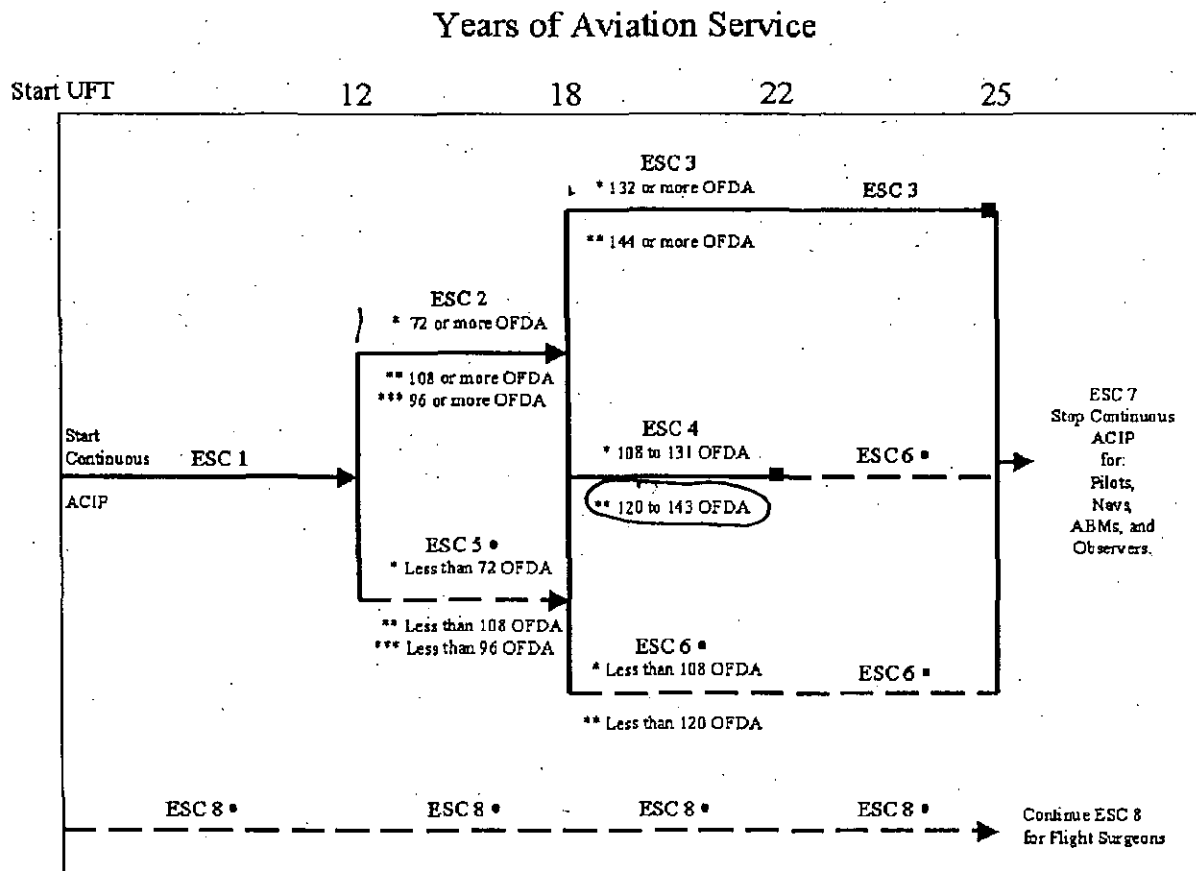 Years of Aviation Service
Start UFT 12 18 22 25
ESC 3
* 132 or more OFDA
ESC 3
** 144 or more OFDA
ESC 2
* 72 or more OFDA
** 108 or more OFDA
*** 96 or more OFDA
Start
Continuous
ACIP
ESC 1
ESC 4
* 108 to 131 OFDA
** 120 to 143 OFDA
ESC 6 •
ESC 7
Stop Continuous
ACIP
for:
Pilots,
Navs,
ABMs, and
Observers.
ESC 5 •
* Less than 72 OFDA
** Less than 108 OFDA
*** Less than 96 OFDA
ESC 6 •
* Less than 108 OFDA
ESC 6 •
** Less than 120 OFDA
ESC 8 • ESC 8 • ESC 8 • ESC 8 •
Continue ESC 8
for Flight Surgeons